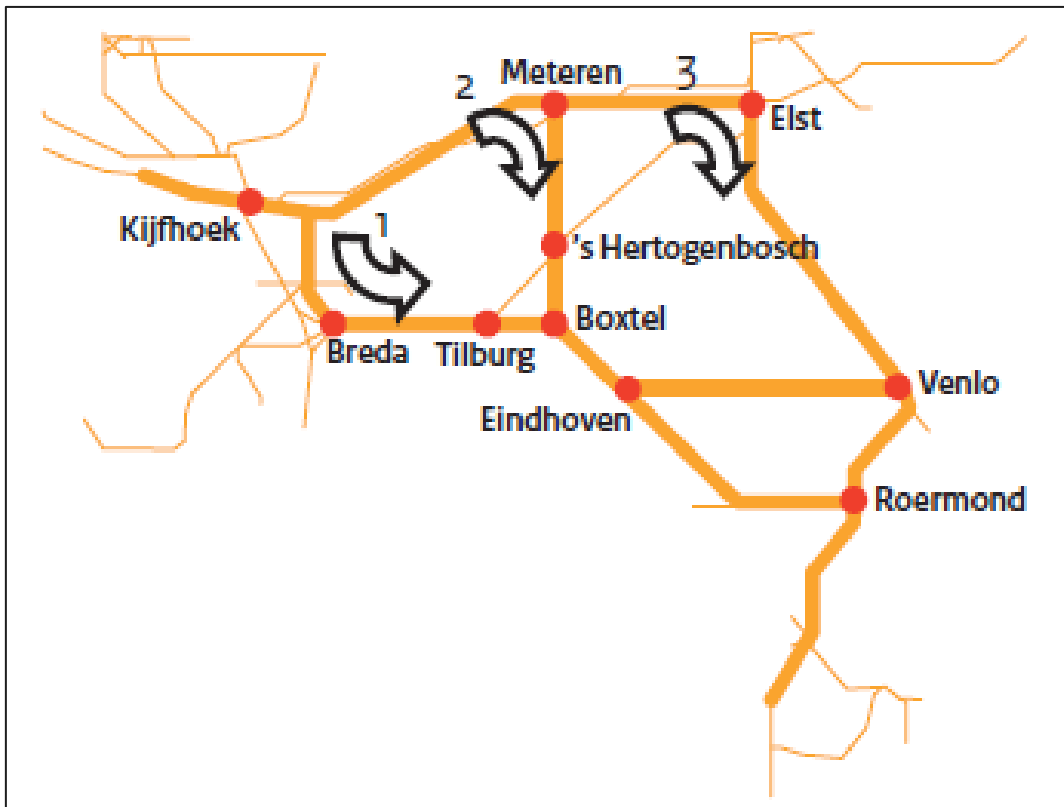 Meteren
2
3
Elst
Kijfhoek
1
's Hertogenbosch
Breda
Tilburg
Boxtel
Venlo
Eindhoven
Roermond